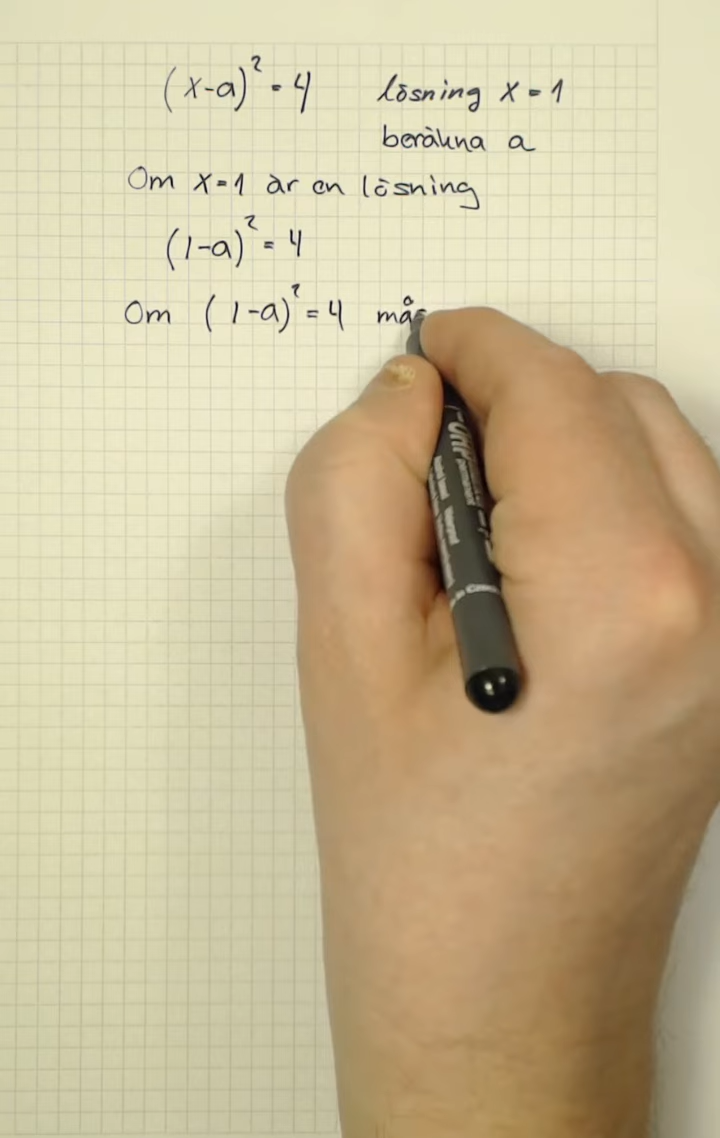 (x-a)² = 4 lösning x = 1
beräkna a
Om x=1 är en lösning
(1-a)² = 4
Om (1-a)² = 4